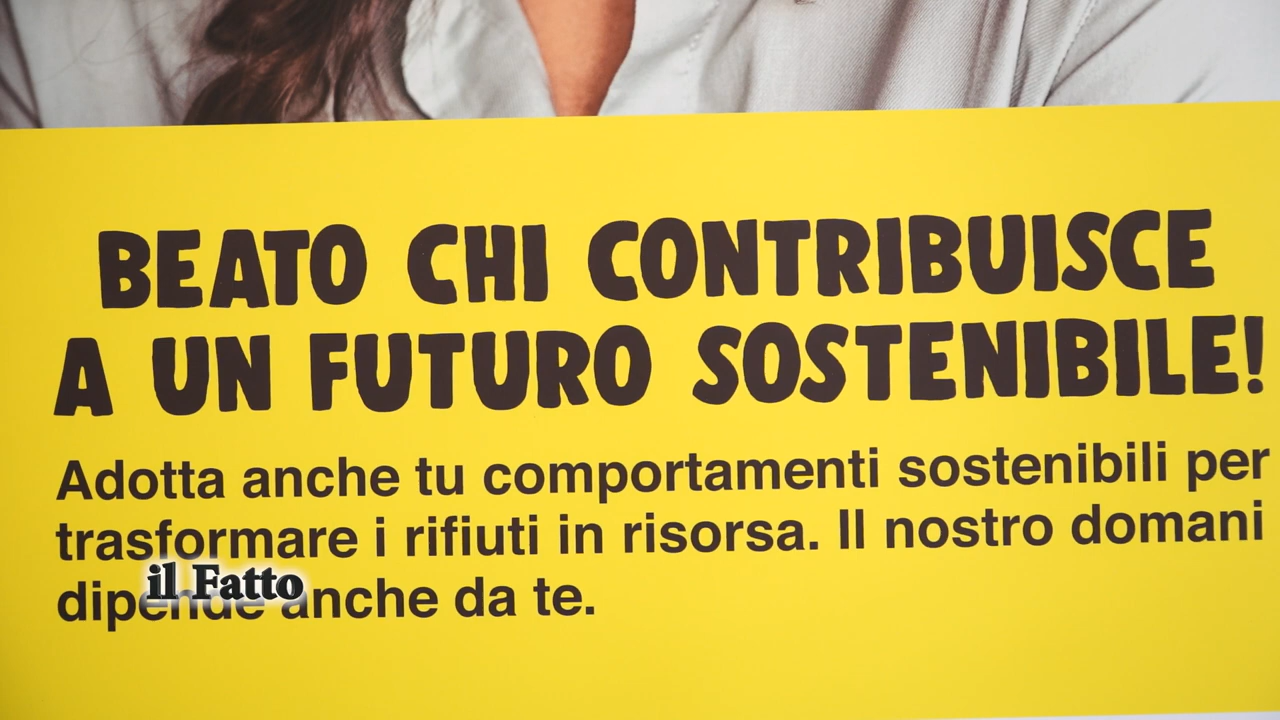 BEATO CHI CONTRIBUISCE
A UN FUTURO SOSTENIBILE!
Adotta anche tu comportamenti sostenibili per
trasformare i rifiuti in risorsa. Il nostro domani
dipende anche da te.
il Fatto